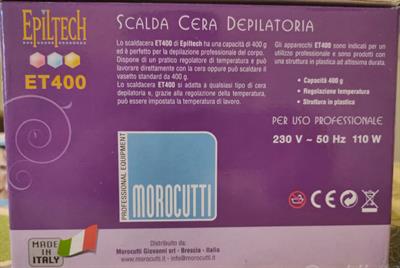 EPILTECH
ET400
SCALDA CERA DEPILATORIA
Lo scaldacera ET400 di Epiltech ha una capacità di 400 g
ed è perfetto per la depilazione professionale del corpo.
Dispone di un pratico regolatore di temperatura e può
lavorare direttamente con la cera oppure può scaldare il
vasetto standard da 400 g.
Lo scaldacera ET400 si adatta a qualsiasi tipo di cera
depilatoria e, grazie alla regolazione della temperatura,
può essere impostata la temperatura di lavoro.
Gli apparecchi ET400 sono indicati per un
utilizzo professionale e sono prodotti con
una struttura in plastica ad altissima durata.
• Capacità 400 g
• Regolazione temperatura
• Struttura in plastica
PER USO PROFESSIONALE
230 V ~ 50 Hz 110 W
PROFESSIONAL EQUIPMENT
MOROCUTTI
CE
MADE IN
ITALY
Distribuito da:
Morocutti Giovanni srl - Brescia - Italia
www.morocutti.it - info@morocutti.it